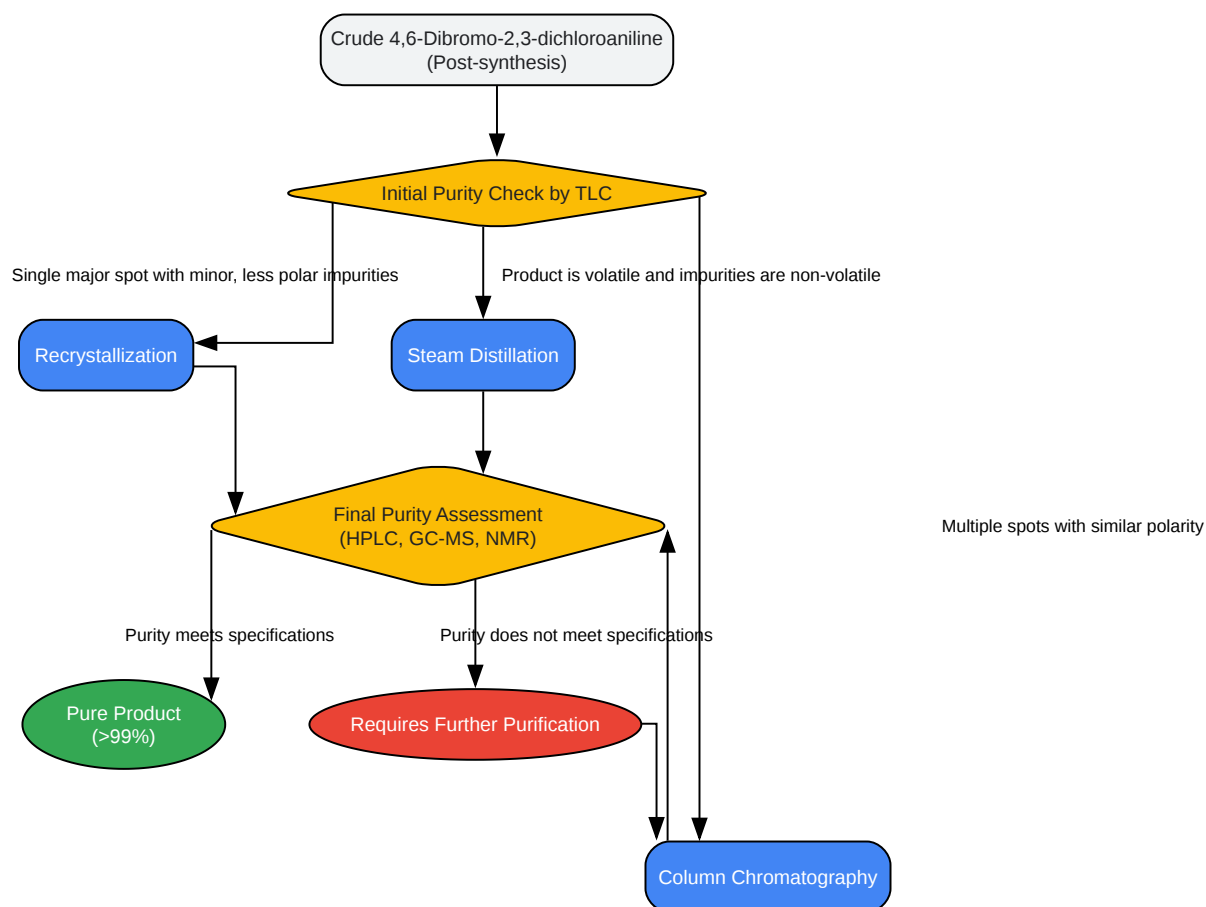 Crude 4,6-Dibromo-2,3-dichloroaniline
(Post-synthesis)
Initial Purity Check by TLC
Single major spot with minor, less polar impurities
Product is volatile and impurities are non-volatile
Recrystallization
Steam Distillation
Final Purity Assessment
(HPLC, GC-MS, NMR)
Multiple spots with similar polarity
Purity meets specifications
Purity does not meet specifications
Pure Product
(>99%)
Requires Further Purification
Column Chromatography